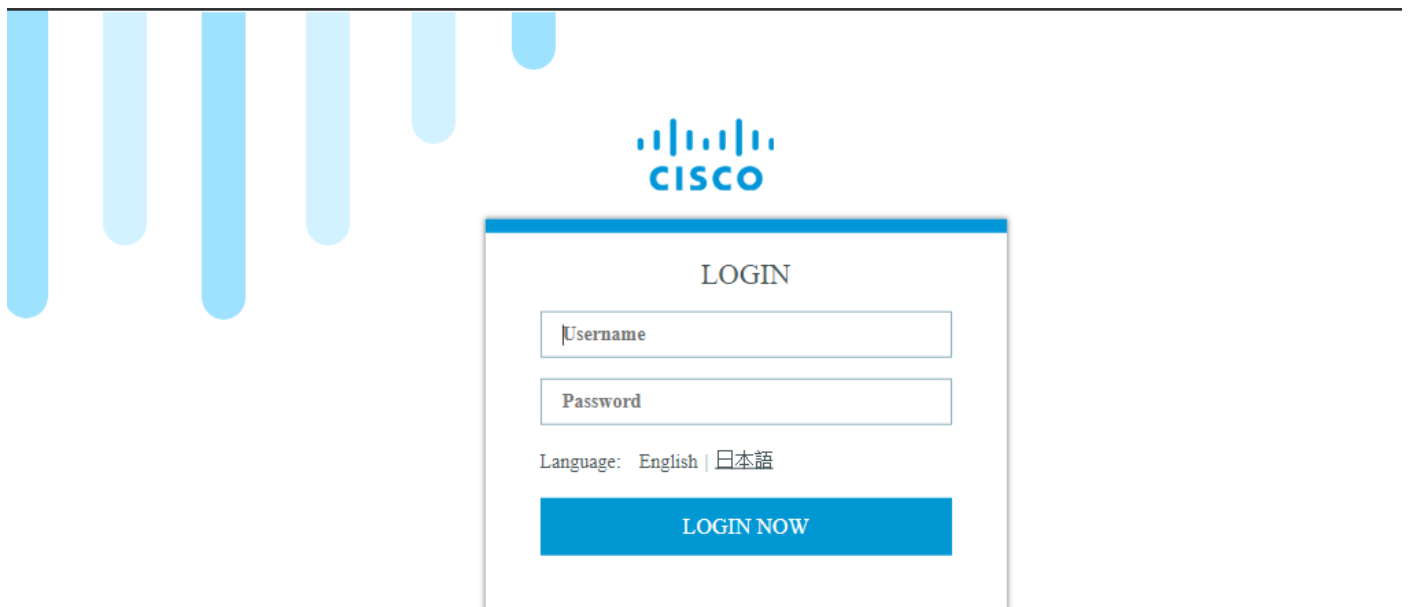 CISCO
LOGIN
Username
Password
Language: English | 日本語
LOGIN NOW